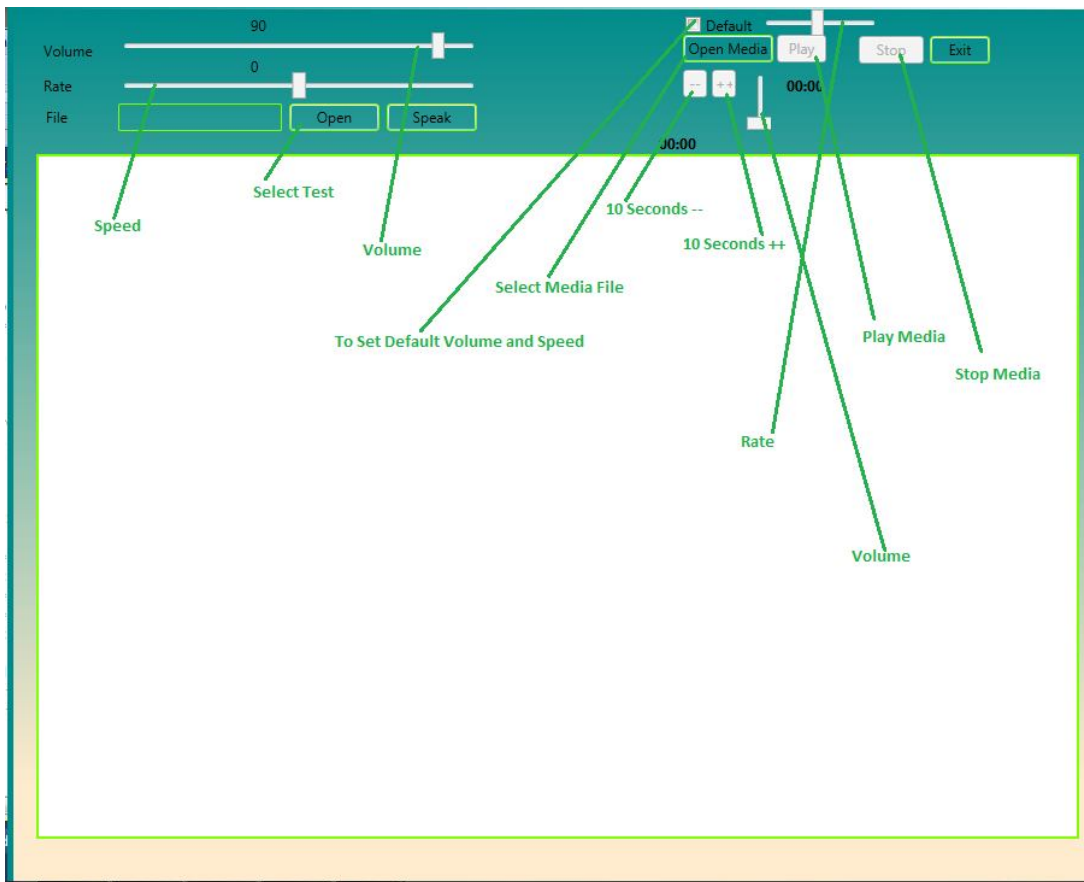 90
Default
Volume
Open Media
Play
Stop
Exit
0
Rate
--
++
00:00
File
Open
Speak
00:00
Select Test
10 Seconds --
Speed
Volume
10 Seconds ++
Select Media File
To Set Default Volume and Speed
Play Media
Stop Media
Rate
Volume